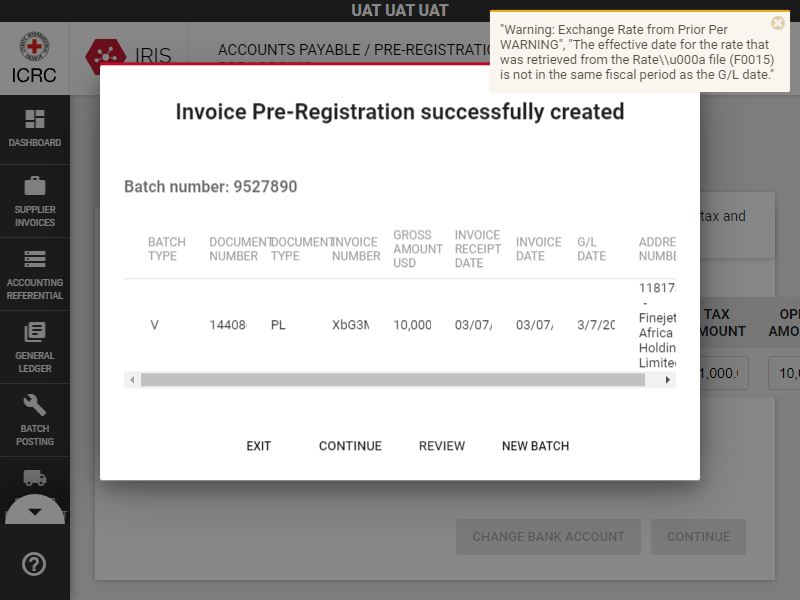 UAT UAT UAT
"Warning: Exchange Rate from Prior Per
WARNING", "The effective date for the rate that
was retrieved from the Rate\\u000a file (F0015)
is not in the same fiscal period as the G/L date."
ICRC
IRIS
ACCOUNTS PAYABLE / PRE-REGISTRATIO
DASHBOARD
SUPPLIER
INVOICES
ACCOUNTING
REFERENTIAL
GENERAL
LEDGER
BATCH
POSTING
Invoice Pre-Registration successfully created
Batch number: 9527890
BATCH
TYPE
DOCUMENT
NUMBER
DOCUMENT
TYPE
INVOICE
NUMBER
GROSS
AMOUNT
USD
INVOICE
RECEIPT
DATE
INVOICE
DATE
G/L
DATE
ADDRE
NUMBE
V
14408
PL
XbG3M
10,000
03/07/
03/07/
3/7/20
11817
-
Finejet
Africa
Holdin
Limite
EXIT
CONTINUE
REVIEW
NEW BATCH
tax and
TAX
MOUNT
OP
AMO
1,000.
10,
CHANGE BANK ACCOUNT
CONTINUE